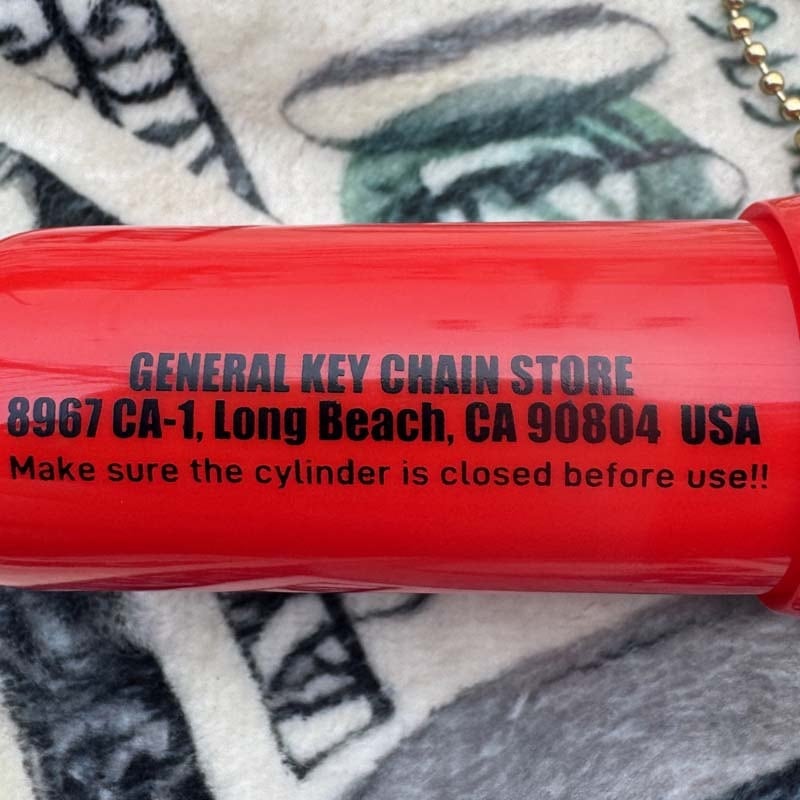 GENERAL KEY CHAIN STORE
8967 CA-1, Long Beach, CA 90804 USA
Make sure the cylinder is closed before use!!